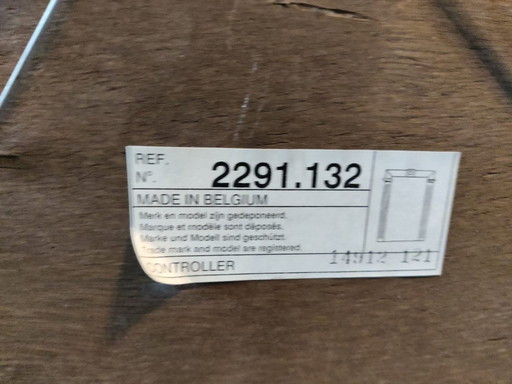 REF.
N°. 2291.132
MADE IN BELGIUM
Merk en model zijn gedeponeerd.
Marque et modèle sont déposés.
Marke und Modell sind geschützt.
Trade mark and model are registered.
CONTROLLER 14912 121